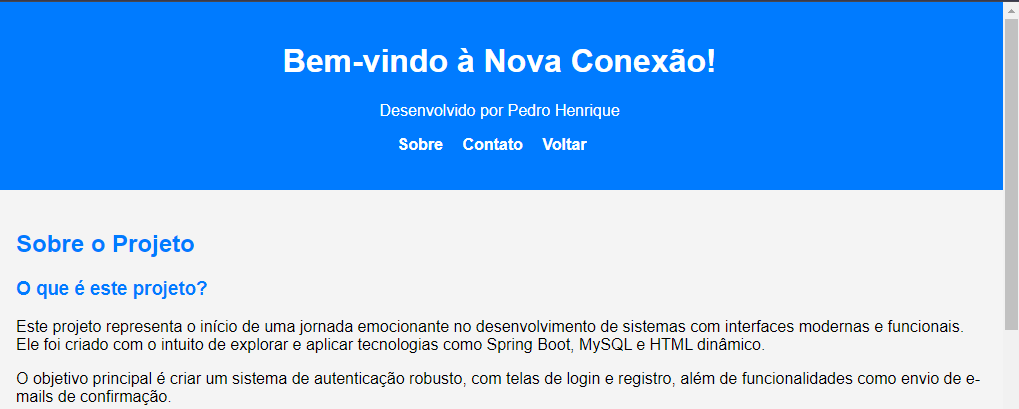 Bem-vindo à Nova Conexão!
Desenvolvido por Pedro Henrique
Sobre Contato Voltar
Sobre o Projeto
O que é este projeto?
Este projeto representa o início de uma jornada emocionante no desenvolvimento de sistemas com interfaces modernas e funcionais.
Ele foi criado com o intuito de explorar e aplicar tecnologias como Spring Boot, MySQL e HTML dinâmico.
O objetivo principal é criar um sistema de autenticação robusto, com telas de login e registro, além de funcionalidades como envio de e-
mails de confirmação.